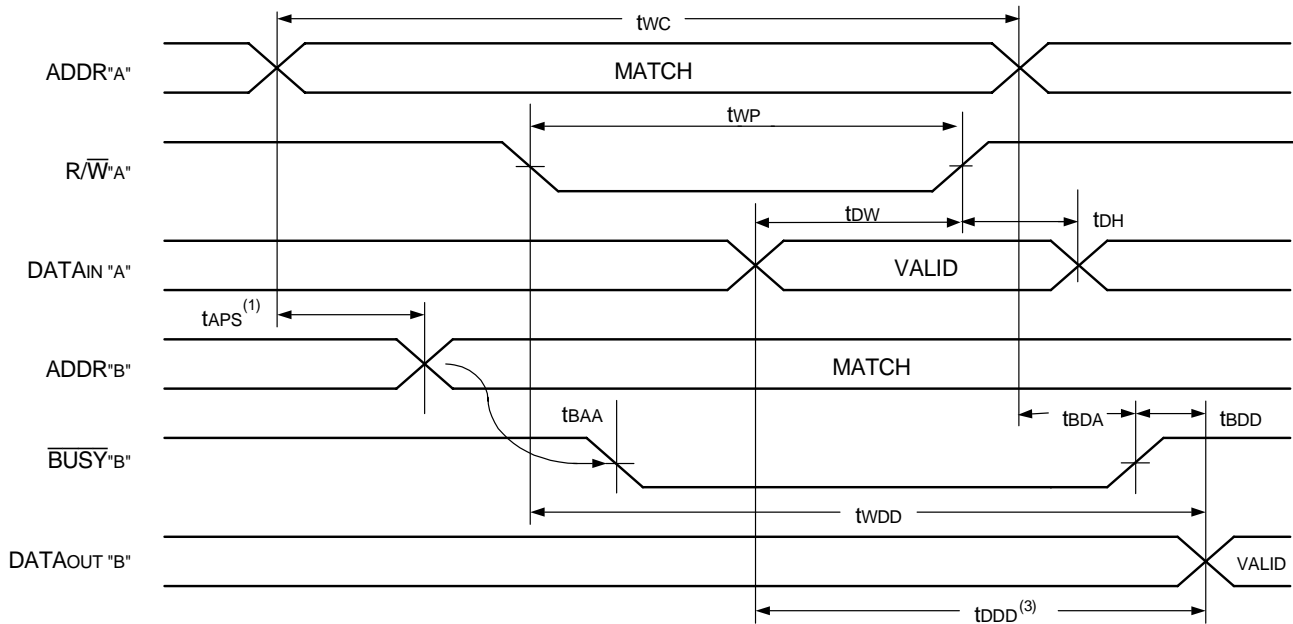 tWC
ADDR"A"
MATCH
tWP
R/W̅"A"
tDW
tDH
DATAIN "A"
VALID
tAPS(1)
ADDR"B"
MATCH
tBAA
tBDA
tBDD
B̅U̅S̅Y̅"B"
tWDD
DATAOUT "B"
VALID
tDDD(3)